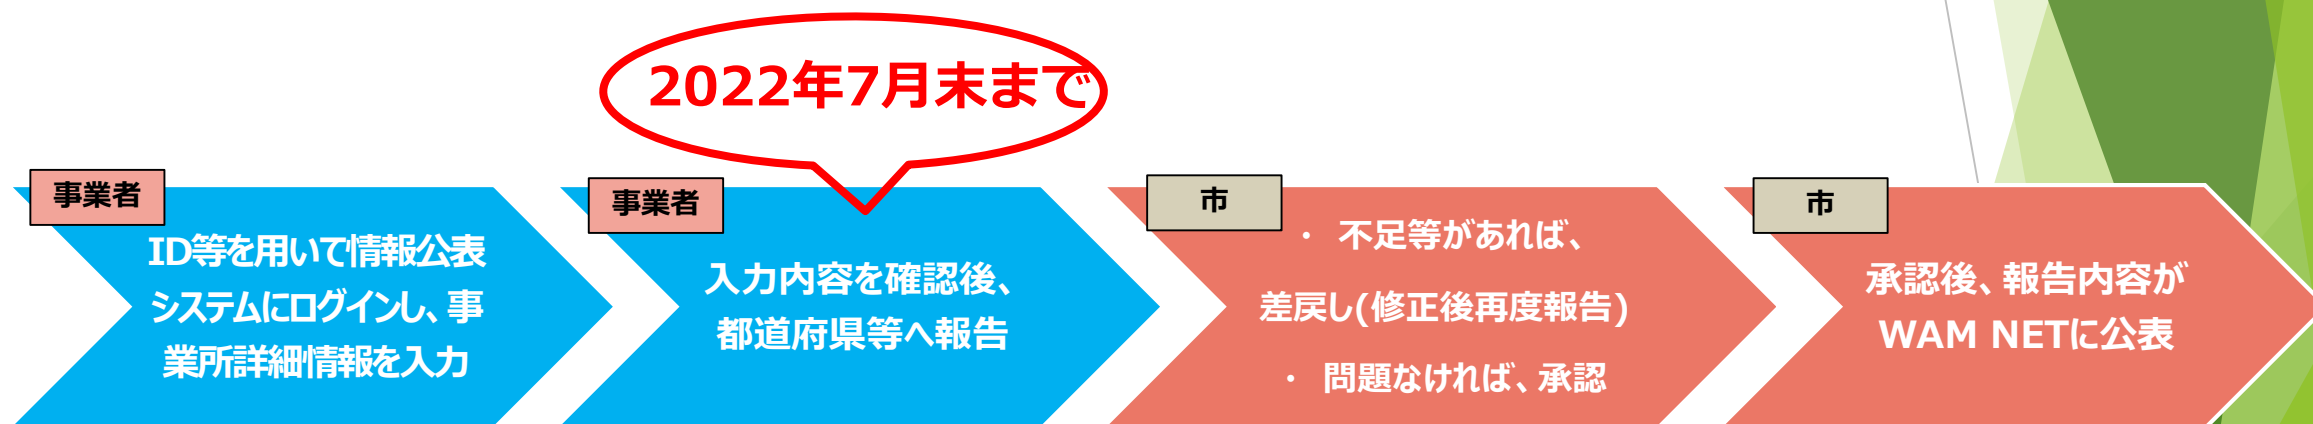 2022年7月末まで
事業者
ID等を用いて情報公表
システムにログインし、事
業所詳細情報を入力
事業者
入力内容を確認後、
都道府県等へ報告
市
・ 不足等があれば、
差戻し(修正後再度報告)
・ 問題なければ、承認
市
承認後、報告内容が
WAM NETに公表